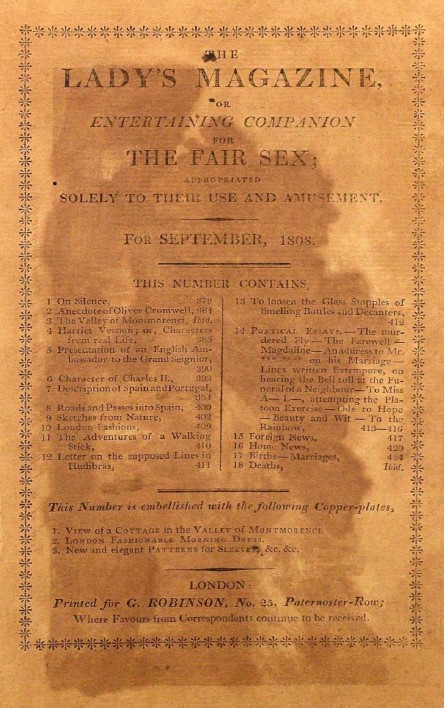 THE
LADY'S MAGAZINE,
OR
ENTERTAINING COMPANION
FOR
THE FAIR SEX;
APPROPRIATED
SOLELY TO THEIR USE AND AMUSEMENT.
FOR SEPTEMBER, 1808.
THIS NUMBER CONTAINS,
1 On Silence, 379
2 Anecdote of Oliver Cromwell, 381
3 The Valley of Montmorenci, Ibid.
4 Harriet Vernon; or, Characters
from real Life, 385
5 Presentation of an English Am-
bassador to the Grand Seignior,
390
6 Character of Charles II., 393
7 Description of Spain and Portugal,
394
8 Roads and Passes into Spain, 400
9 Sketches from Nature, 402
10 London Fashions, 409
11 The Adventures of a Walking
Stick, 410
12 Letter on the supposed Lines in
Hudibras, 411
13 To loosen the Glass Stopples of
Smelling Bottles and Decanters,
412
14 POETICAL ESSAYS.—The mur-
dered Fly—The Farewell—
Magdaline—An address to Mr.
*** **** on his Marriage—
Lines written Extempore, on
hearing the Bell toll at the Fu-
neral of a Neighbour—To Miss
A— L—, attempting the Pla-
toon Exercise—Ode to Hope
—Beauty and Wit—To the
Rainbow, 413—416
15 Foreign News, 417
16 Home News, 420
17 Births—Marriages, 424
18 Deaths, Ibid.
This Number is embellished with the following Copper-plates,
1. VIEW of a COTTAGE in the VALLEY of MONTMORENCI.
2. LONDON FASHIONABLE MORNING DRESS.
3. New and elegant PATTERNS for SLEEVES, &c. &c.
LONDON:
Printed for G. ROBINSON, No. 25, Paternoster-Row;
Where Favours from Correspondents continue to be received.